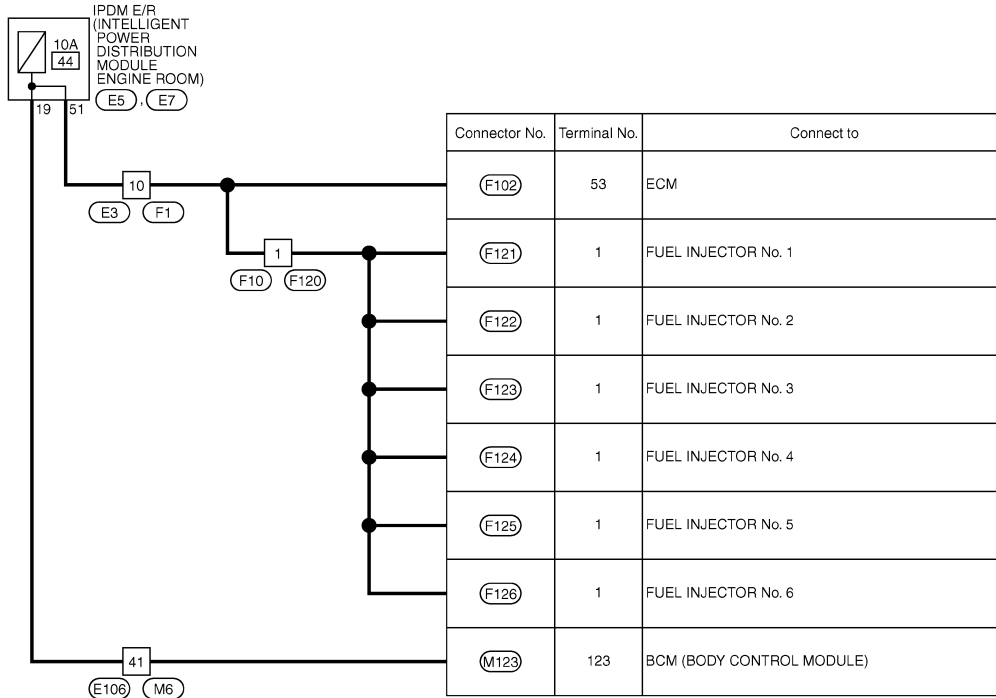 IPDM E/R
(INTELLIGENT
POWER
DISTRIBUTION
MODULE
ENGINE ROOM)
10A
44
E5 , E7
19 51
Connector No. Terminal No. Connect to
10
E3 F1
F102 53 ECM
1
F10 F120
F121 1 FUEL INJECTOR No. 1
F122 1 FUEL INJECTOR No. 2
F123 1 FUEL INJECTOR No. 3
F124 1 FUEL INJECTOR No. 4
F125 1 FUEL INJECTOR No. 5
F126 1 FUEL INJECTOR No. 6
41
E106 M6
M123 123 BCM (BODY CONTROL MODULE)